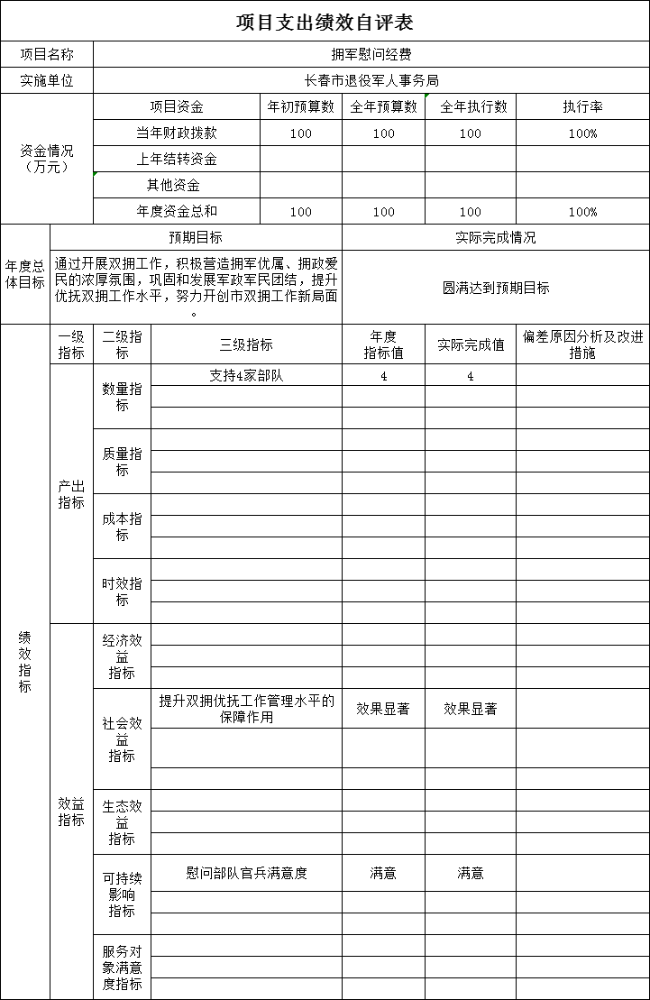 项目支出绩效自评表
项目名称 拥军慰问经费
实施单位 长春市退役军人事务局
资金情况
（万元）
项目资金 年初预算数 全年预算数 全年执行数 执行率
当年财政拨款 100 100 100 100%
上年结转资金
其他资金
年度资金总和 100 100 100 100%
年度总
体目标
预期目标 实际完成情况
通过开展双拥工作，积极营造拥军优属、拥政爱
民的浓厚氛围，巩固和发展军政军民团结，提升
优抚双拥工作水平，努力开创市双拥工作新局面
。
圆满达到预期目标
绩
效
指
标
一级
指标
二级指
标
三级指标
年度
指标值
实际完成值
偏差原因分析及改进
措施
产出
指标
数量指
标
支持4家部队 4 4
质量指
标
成本指
标
时效指
标
效益
指标
经济效
益
指标
社会效
益
指标
提升双拥优抚工作管理水平的
保障作用
效果显著 效果显著
生态效
益
指标
可持续
影响
指标
慰问部队官兵满意度 满意 满意
服务对
象满意
度指标